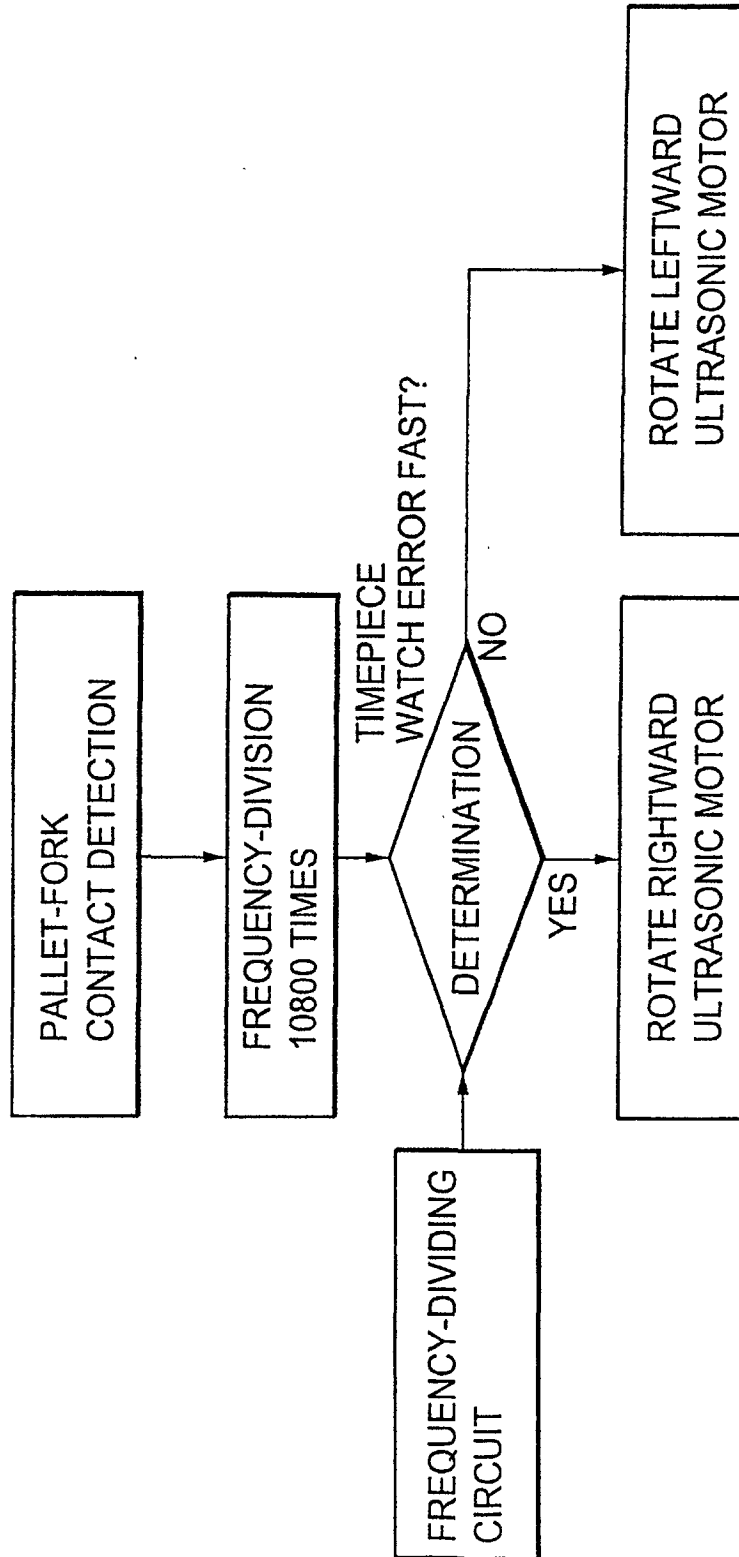 PALLET-FORK
CONTACT DETECTION
FREQUENCY-DIVISION
10800 TIMES
TIMEPIECE
WATCH ERROR FAST?
FREQUENCY-DIVIDING
CIRCUIT
DETERMINATION
NO
YES
ROTATE RIGHTWARD
ULTRASONIC MOTOR
ROTATE LEFTWARD
ULTRASONIC MOTOR